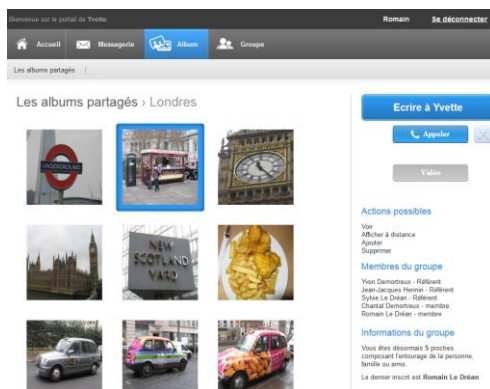 Bienvenue sur le portail de Yvette
Romain
Se déconnecter
Accueil
Messagerie
Album
Groupe
Les albums partagés |
Les albums partagés › Londres
UNDERGROUND
NEW
SCOTLAND
YARD
Ecrire à Yvette
Appeler
Vidéo
Actions possibles
Voir
Afficher à distance
Ajouter
Supprimer
Membres du groupe
Yvon Demortreux - Référent
Jean-Jacques Hennin - Référent
Sylvie Le Dréan - Référent
Chantal Demortreux - membre
Romain Le Dréan - membre
Informations du groupe
Vous êtes désormais 5 proches
composant l'entourage de la personne,
famille ou amis.
Le dernier inscrit est Romain Le Dréan